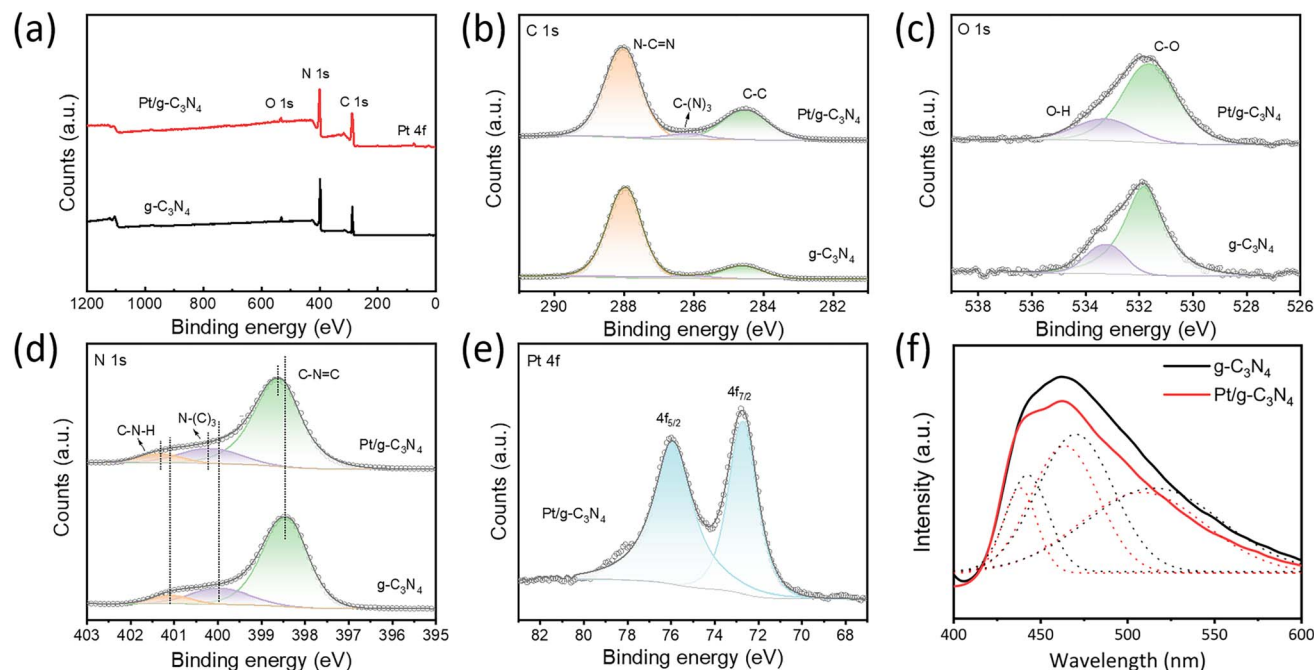 (a)
Counts (a.u.)
Pt/g-C₃N₄
O 1s
N 1s
C 1s
Pt 4f
g-C₃N₄
1200 1000 800 600 400 200 0
Binding energy (eV)
(b)
C 1s
Counts (a.u.)
N-C=N
C-(N)₃
C-C
Pt/g-C₃N₄
g-C₃N₄
290 288 286 284 282
Binding energy (eV)
(c)
O 1s
Counts (a.u.)
C-O
O-H
Pt/g-C₃N₄
g-C₃N₄
538 536 534 532 530 528 526
Binding energy (eV)
(d)
N 1s
Counts (a.u.)
C-N=C
N-(C)₃
C-N-H
Pt/g-C₃N₄
g-C₃N₄
403 402 401 400 399 398 397 396 395
Binding energy (eV)
(e)
Pt 4f
Counts (a.u.)
4f₅/₂
4f₇/₂
Pt/g-C₃N₄
82 80 78 76 74 72 70 68
Binding energy (eV)
(f)
Intensity (a.u.)
g-C₃N₄
Pt/g-C₃N₄
400 450 500 550 600
Wavelength (nm)